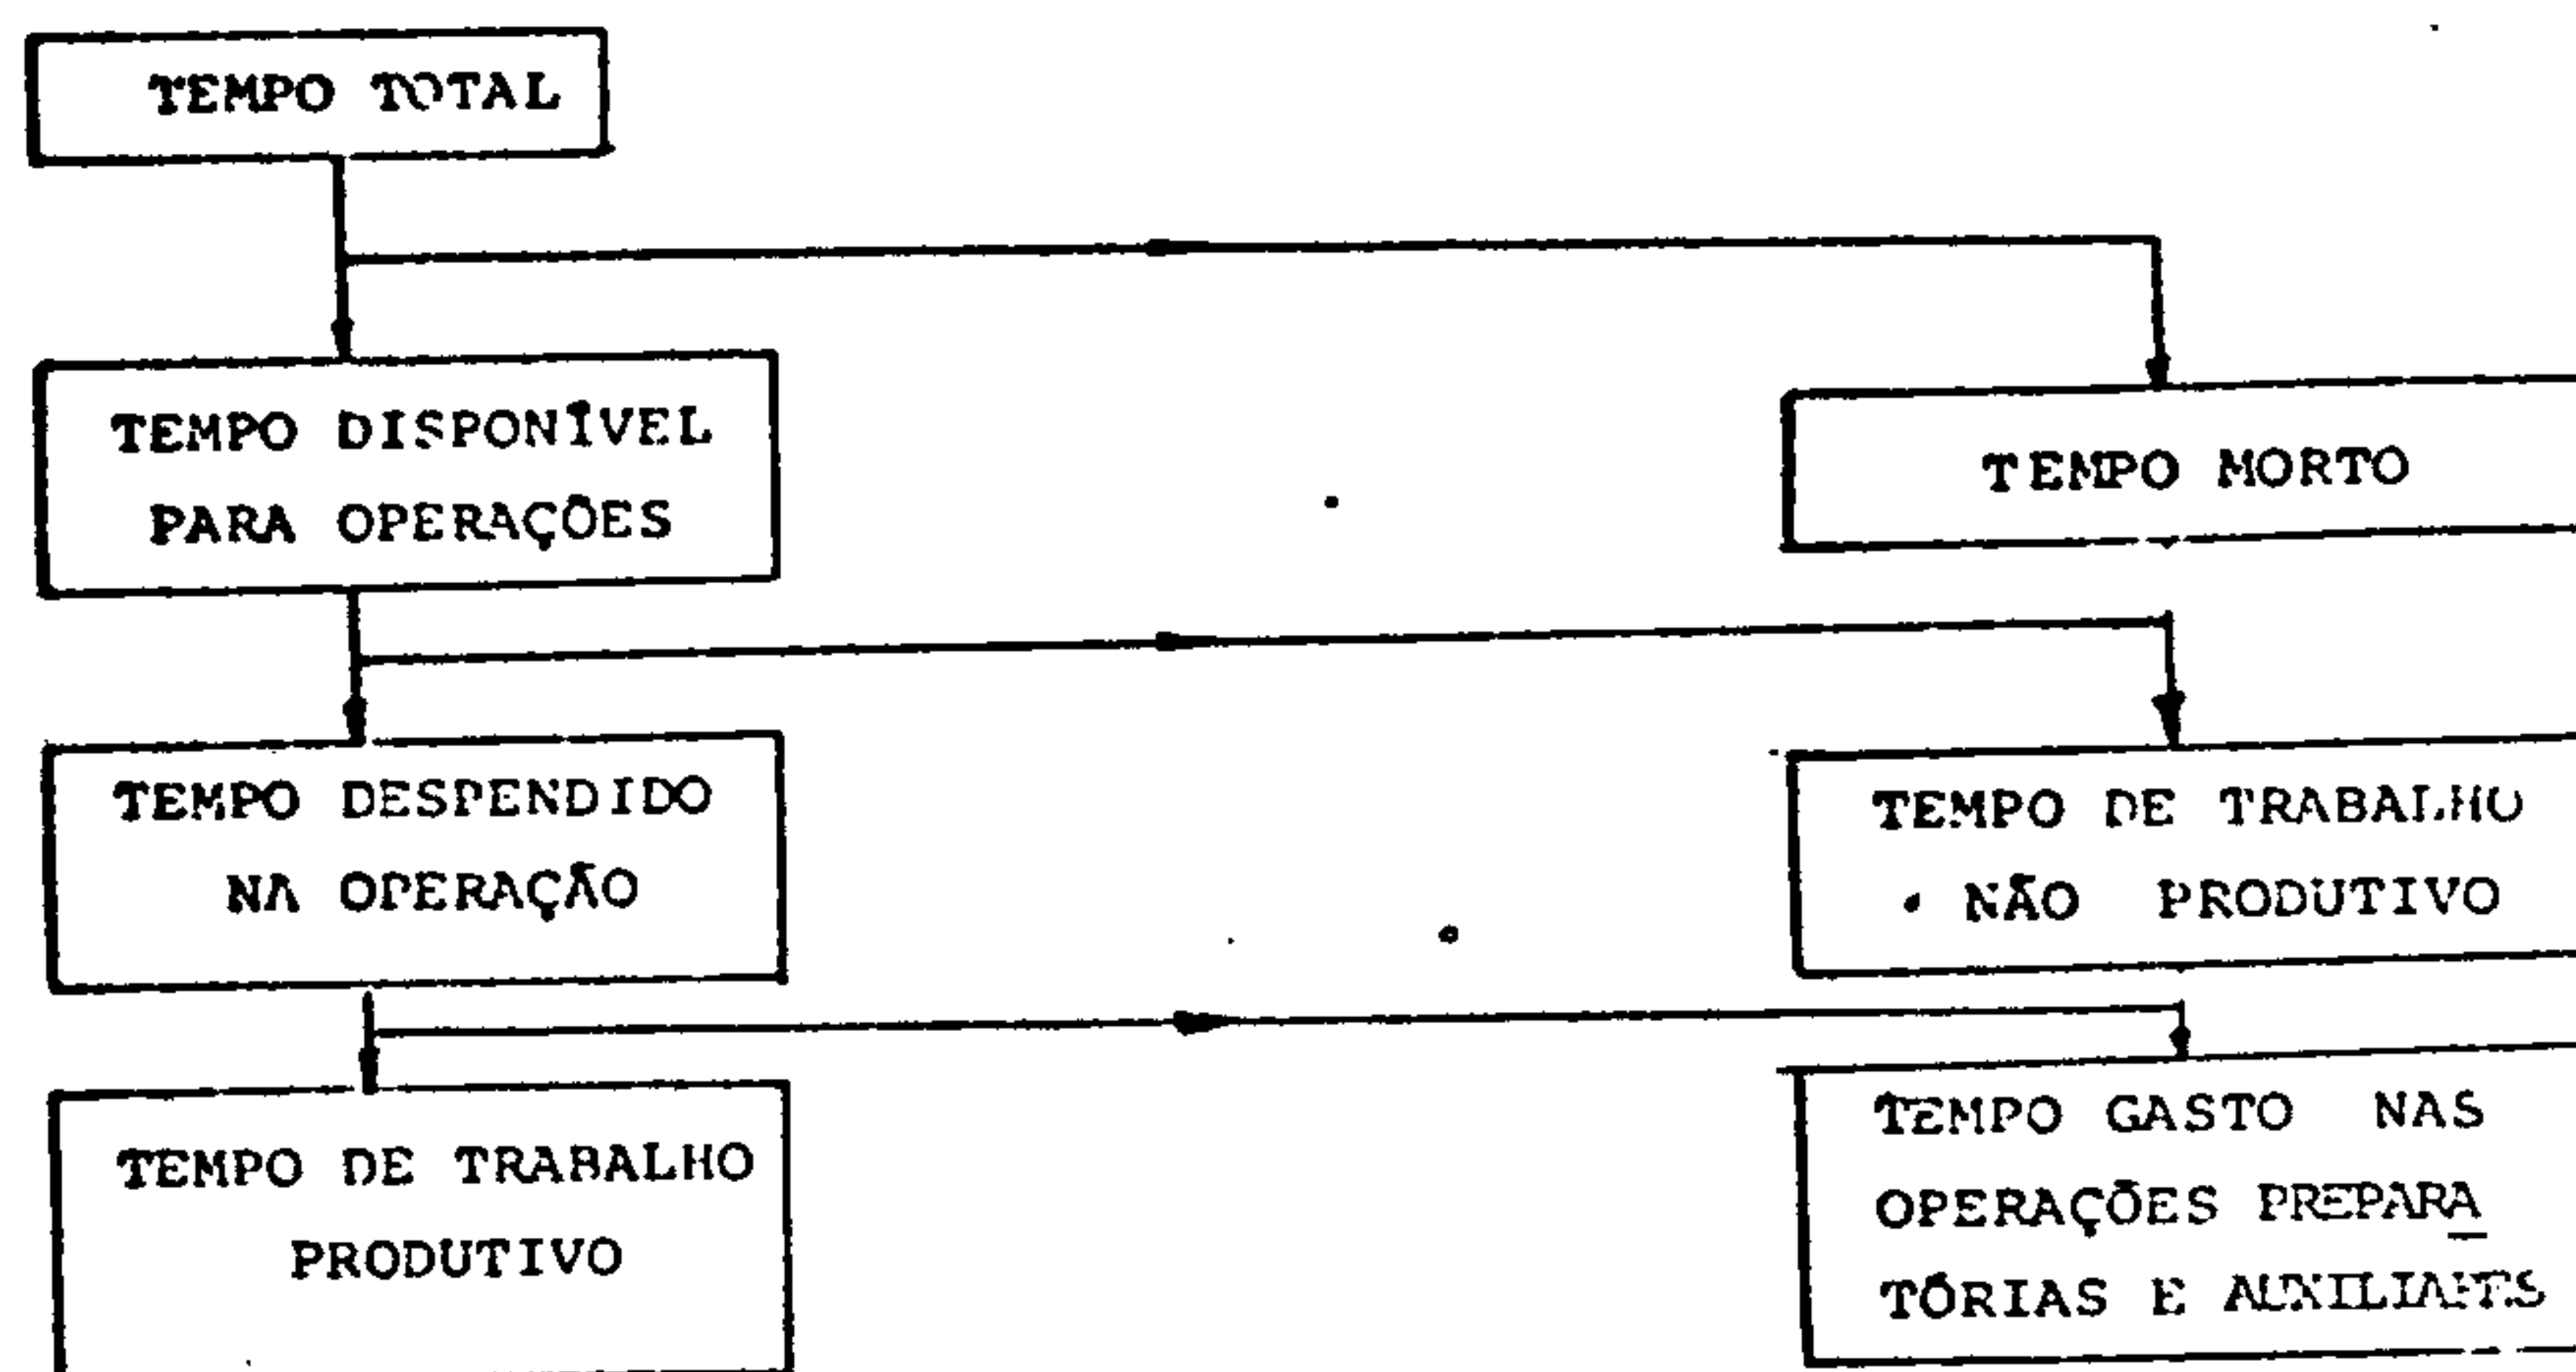 TEMPO TOTAL
TEMPO DISPONÍVEL
PARA OPERAÇÕES
TEMPO MORTO
TEMPO DESPENDIDO
NA OPERAÇÃO
TEMPO DE TRABALHO
NÃO PRODUTIVO
TEMPO DE TRABALHO
PRODUTIVO
TEMPO GASTO NAS
OPERAÇÕES PREPARA
TÓRIAS E AUXILIARES